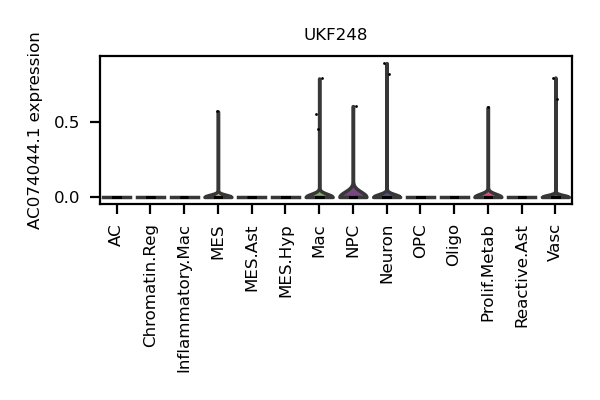 UKF248
AC074044.1 expression
0.5
0.0
AC
Chromatin.Reg
Inflammatory.Mac
MES
MES.Ast
MES.Hyp
Mac
NPC
Neuron
OPC
Oligo
Prolif.Metab
Reactive.Ast
Vasc